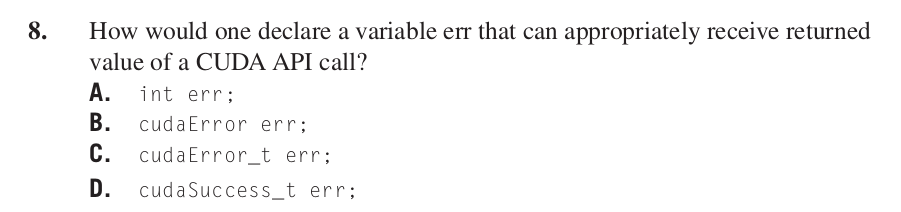 8. How would one declare a variable err that can appropriately receive returned
value of a CUDA API call?
A. int err;
B. cudaError err;
C. cudaError_t err;
D. cudaSuccess_t err;